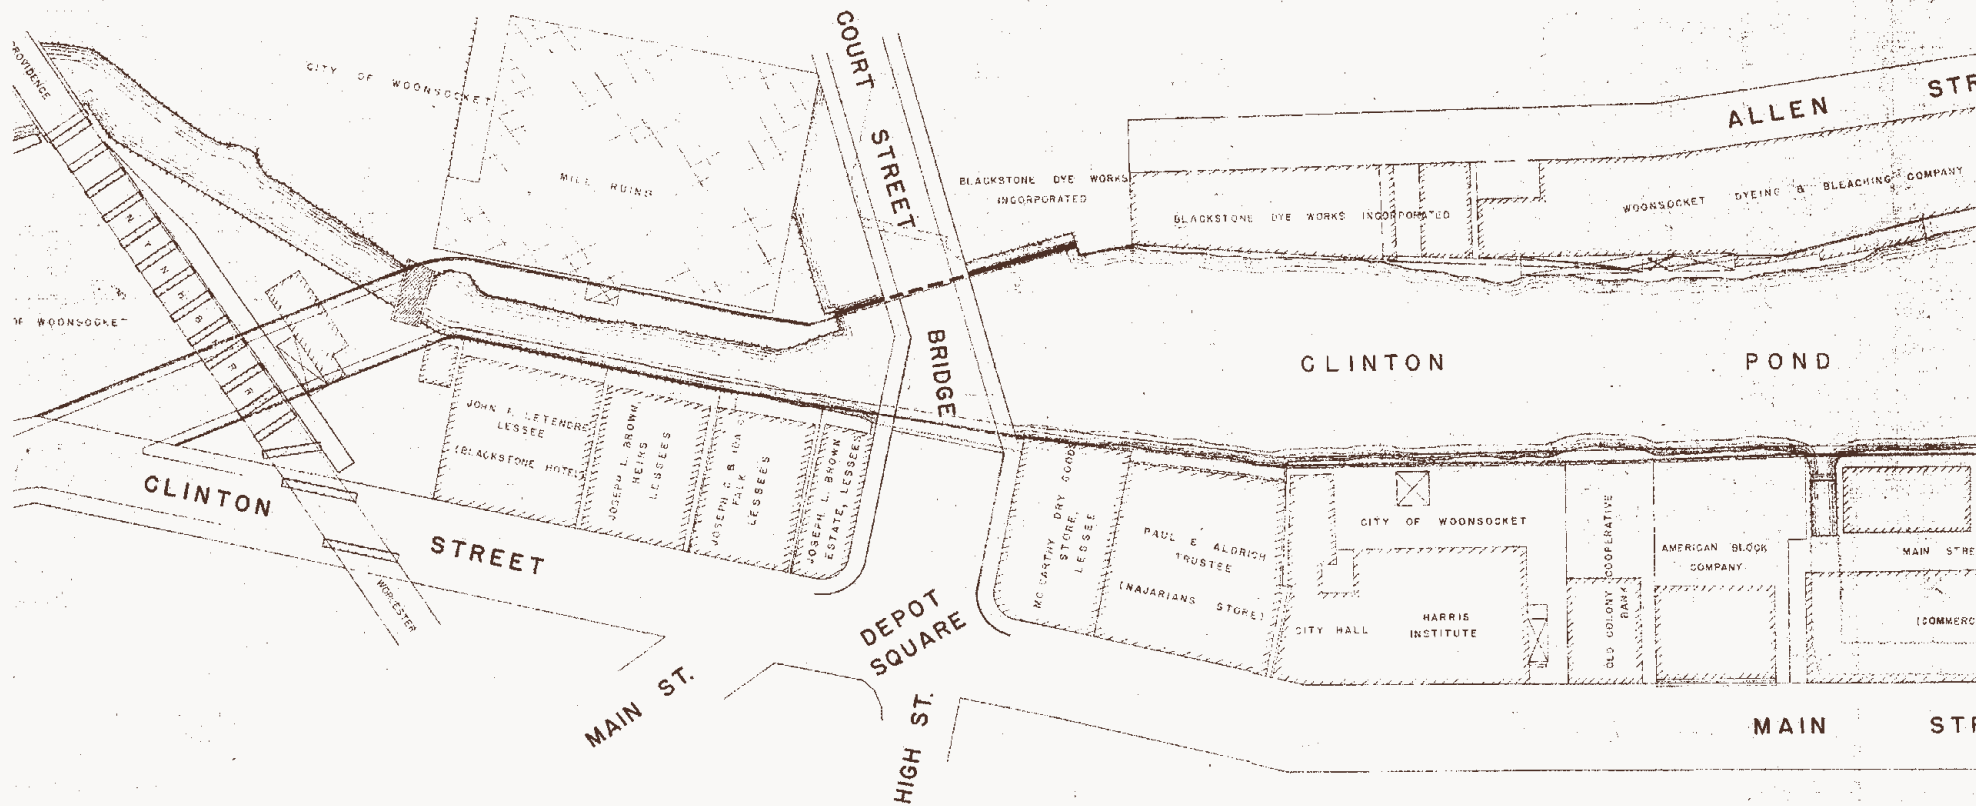 COURT STREET
BRIDGE
PROVIDENCE
CITY OF WOONSOCKET
MILL RUINS
ALLEN STR
BLACKSTONE DYE WORKS
INCORPORATED
BLACKSTONE DYE WORKS INCORPORATED
WOONSOCKET DYEING & BLEACHING COMPANY
OF WOONSOCKET
N. Y. N. H. & H. R. R.
CLINTON POND
JOHN F. LETENDRE
LESSEE
(BLACKSTONE HOTEL)
JOSEPH L. BROWN
HEIRS
LESSEES
FALK
LESSEES
JOSEPH L. BROWN
ESTATE, LESSEES
MC CARTHY DRY GOODS
STORE,
LESSEE
PAUL E ALDRICH
TRUSTEE
(NAJARIANS STORE)
CITY OF WOONSOCKET
CITY HALL
HARRIS
INSTITUTE
OLD COLONY COOPERATIVE
BANK
AMERICAN BLOCK
COMPANY
MAIN STRE
(COMMERC
CLINTON STREET
WORCESTER
DEPOT
SQUARE
MAIN ST.
HIGH ST.
MAIN STR